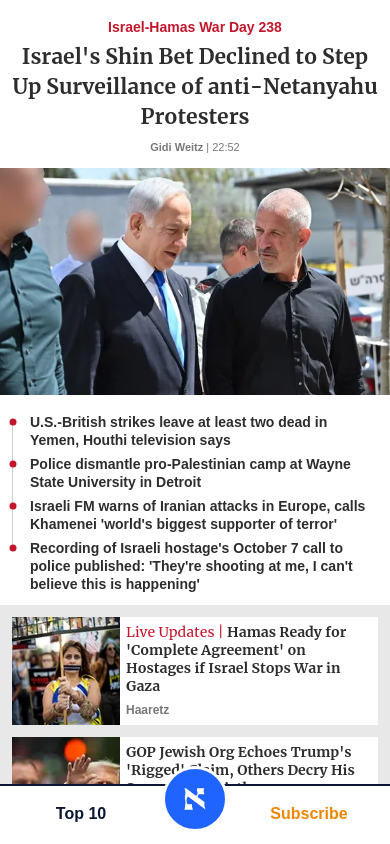 Israel-Hamas War Day 238
Israel's Shin Bet Declined to Step
Up Surveillance of anti-Netanyahu
Protesters
Gidi Weitz | 22:52
U.S.-British strikes leave at least two dead in
Yemen, Houthi television says
Police dismantle pro-Palestinian camp at Wayne
State University in Detroit
Israeli FM warns of Iranian attacks in Europe, calls
Khamenei 'world's biggest supporter of terror'
Recording of Israeli hostage's October 7 call to
police published: 'They're shooting at me, I can't
believe this is happening'
Live Updates | Hamas Ready for
'Complete Agreement' on
Hostages if Israel Stops War in
Gaza
Haaretz
GOP Jewish Org Echoes Trump's
'Rigged' Claim, Others Decry His
Top 10
Subscribe